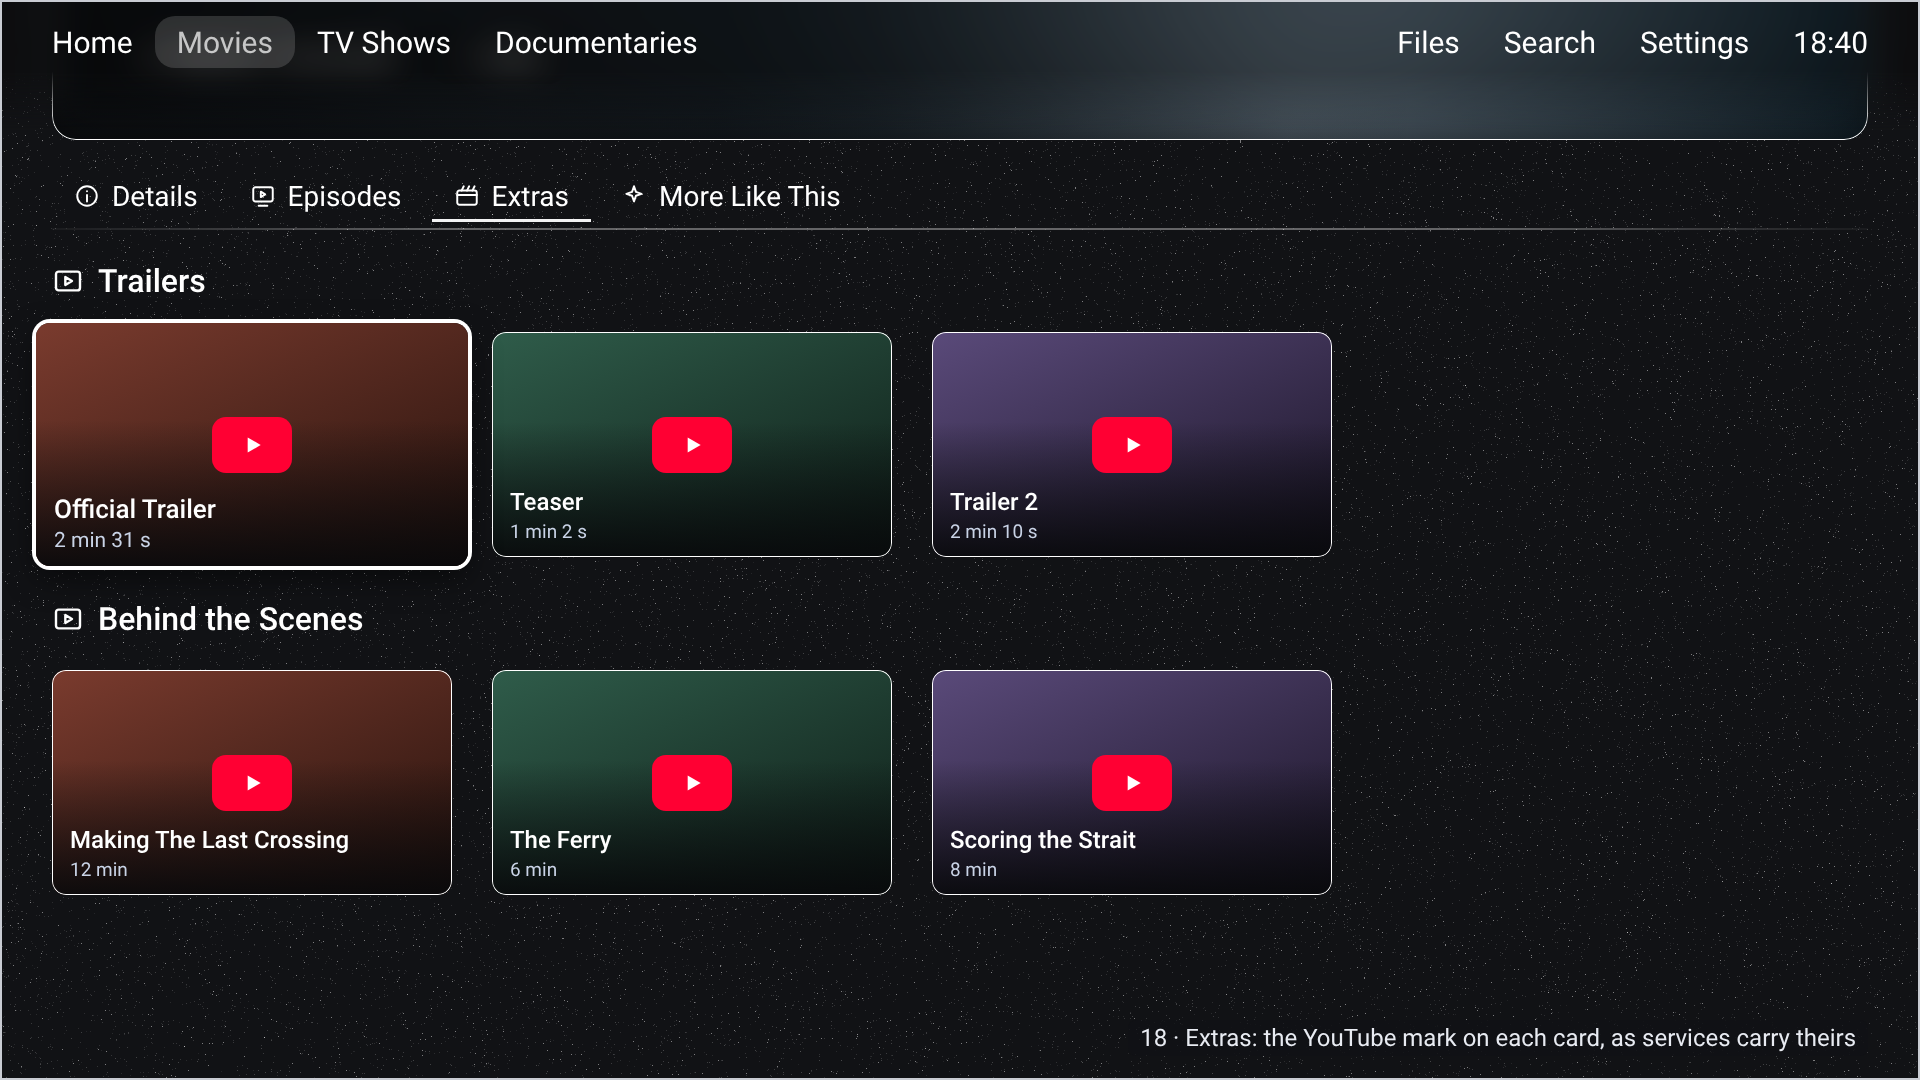 Home Movies TV Shows Documentaries Files Search Settings 18:40
Details Episodes Extras More Like This
Trailers
Official Trailer
2 min 31 s
Teaser
1 min 2 s
Trailer 2
2 min 10 s
Behind the Scenes
Making The Last Crossing
12 min
The Ferry
6 min
Scoring the Strait
8 min
18 · Extras: the YouTube mark on each card, as services carry theirs